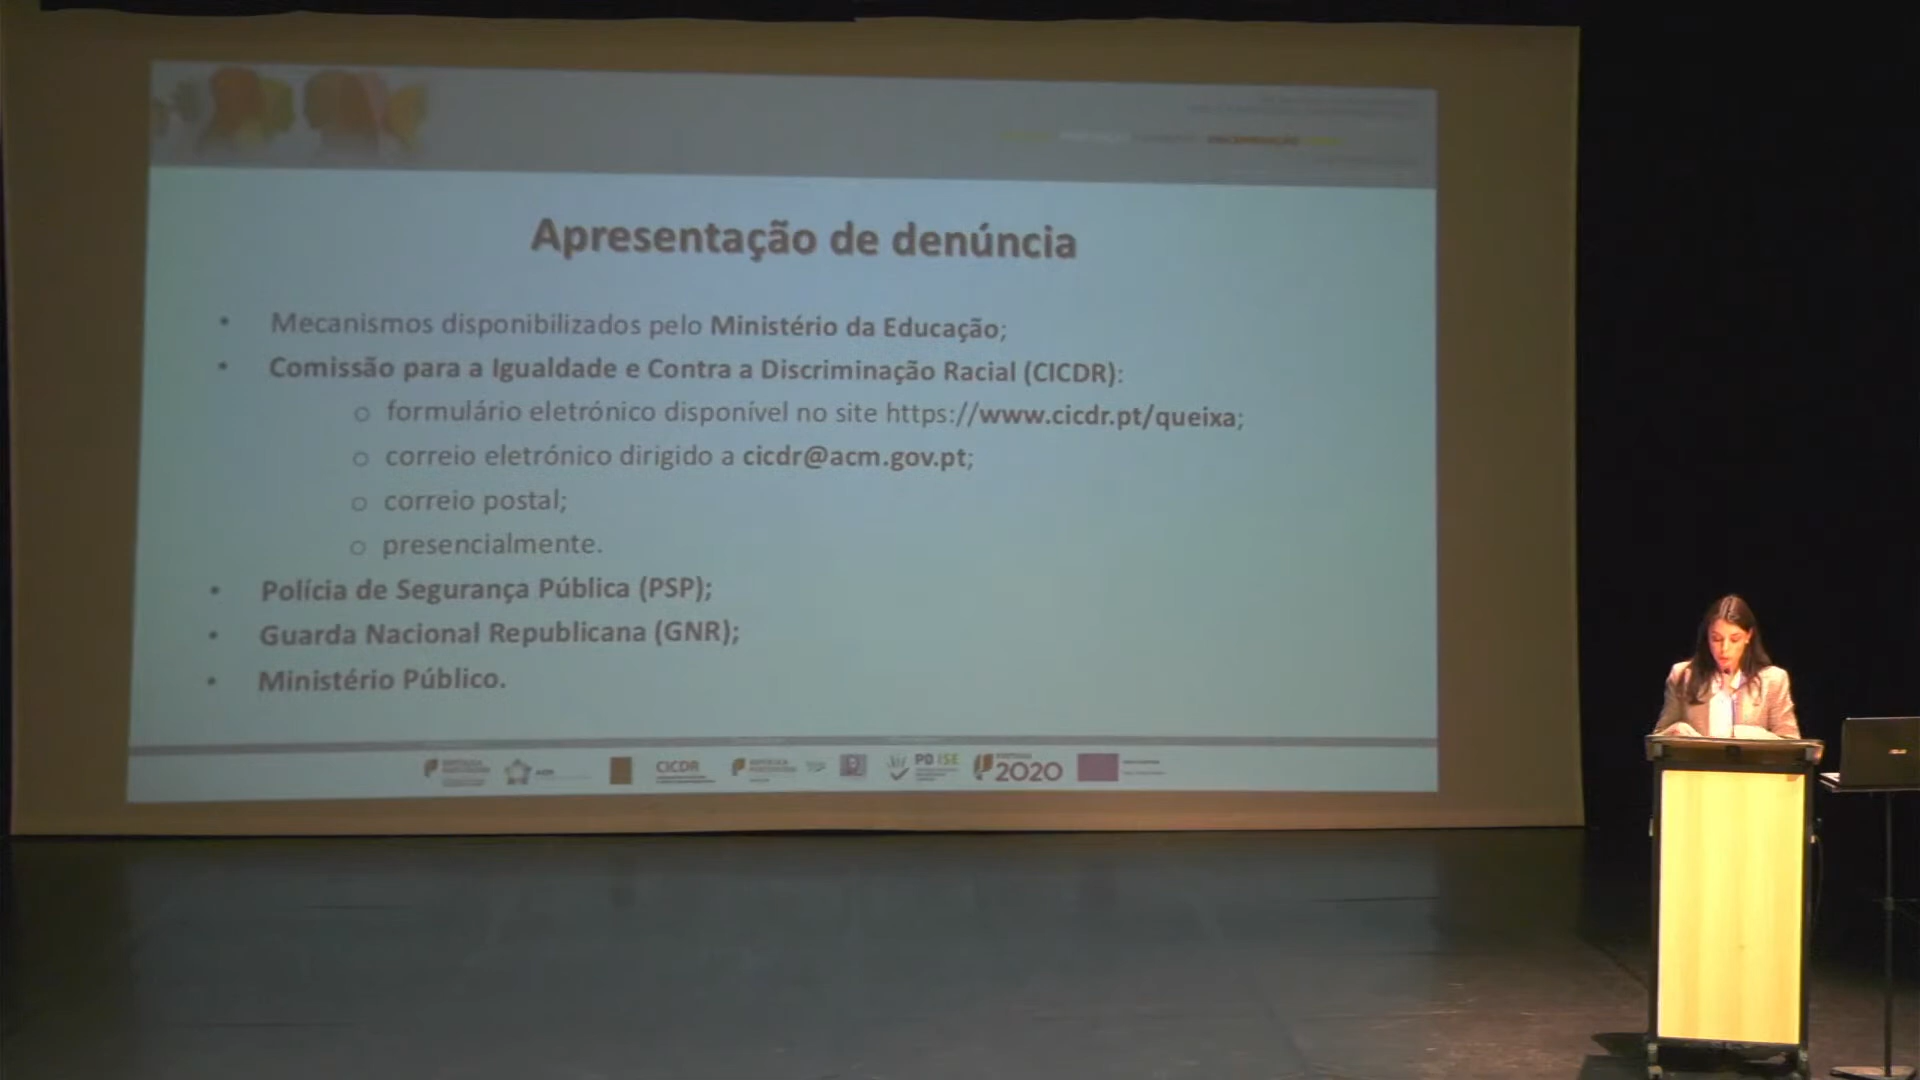 Apresentação de denúncia
• Mecanismos disponibilizados pelo Ministério da Educação;
• Comissão para a Igualdade e Contra a Discriminação Racial (CICDR):
o formulário eletrónico disponível no site https://www.cicdr.pt/queixa;
o correio eletrónico dirigido a cicdr@acm.gov.pt;
o correio postal;
o presencialmente.
• Polícia de Segurança Pública (PSP);
• Guarda Nacional Republicana (GNR);
• Ministério Público.
CICDR
PO ISE
2020